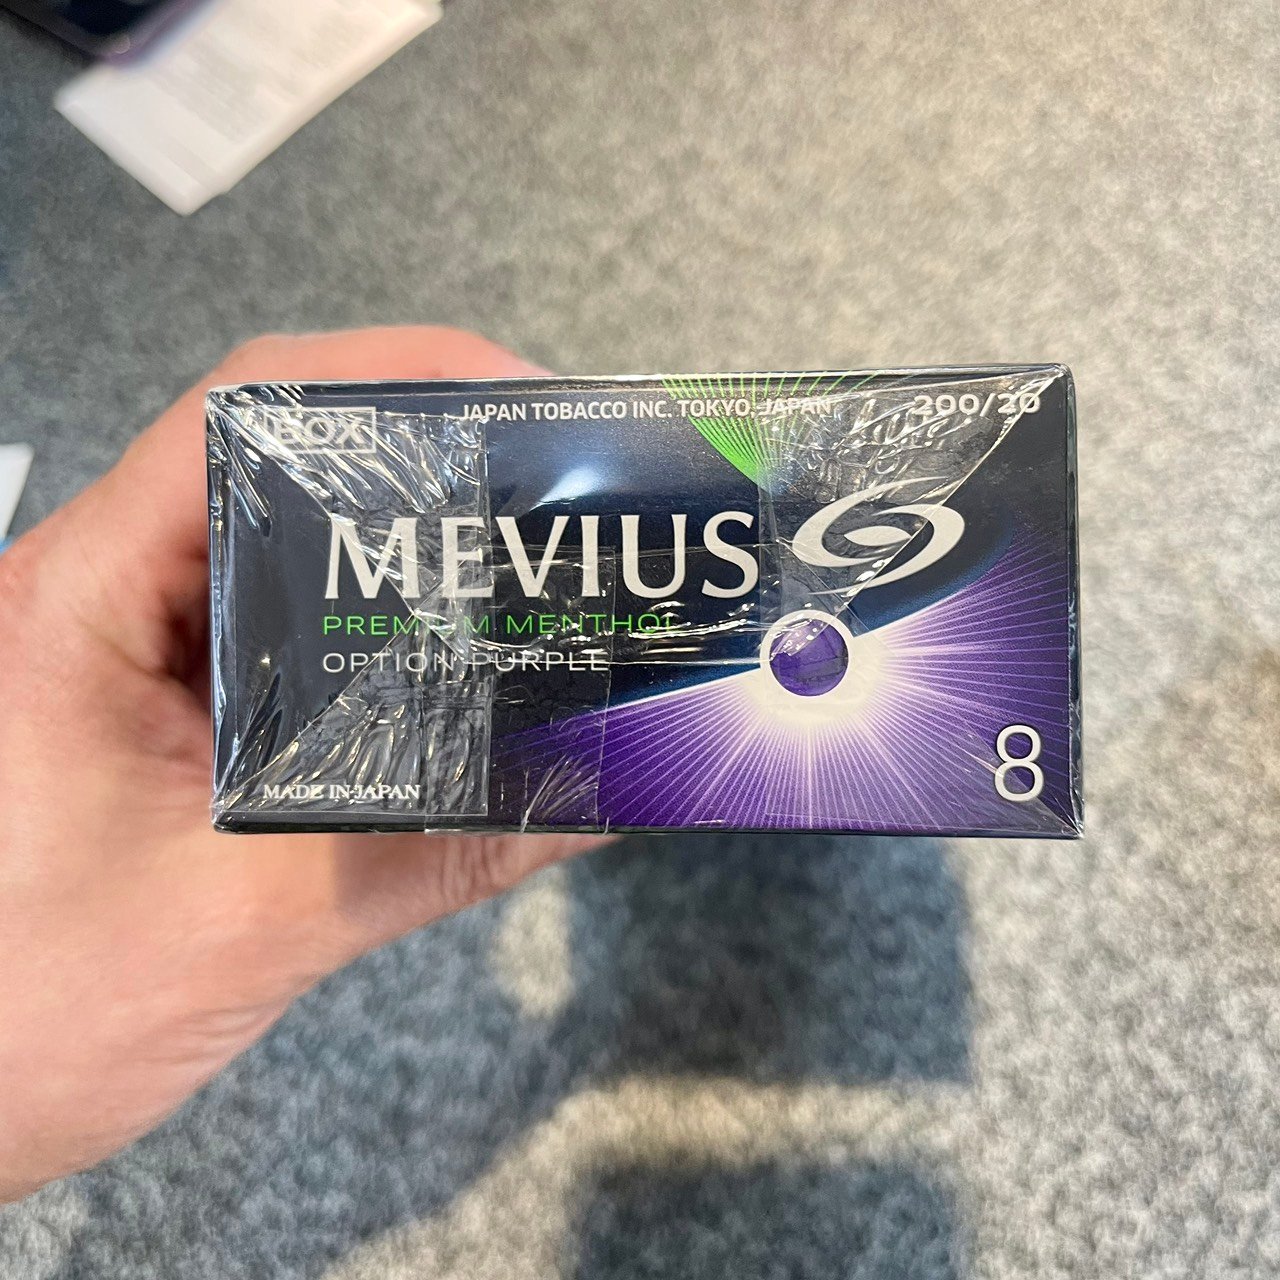 BOX
JAPAN TOBACCO INC. TOKYO, JAPAN
200/20
MEVIUS
PREMIUM MENTHOL
OPTION PURPLE
8
MADE IN JAPAN